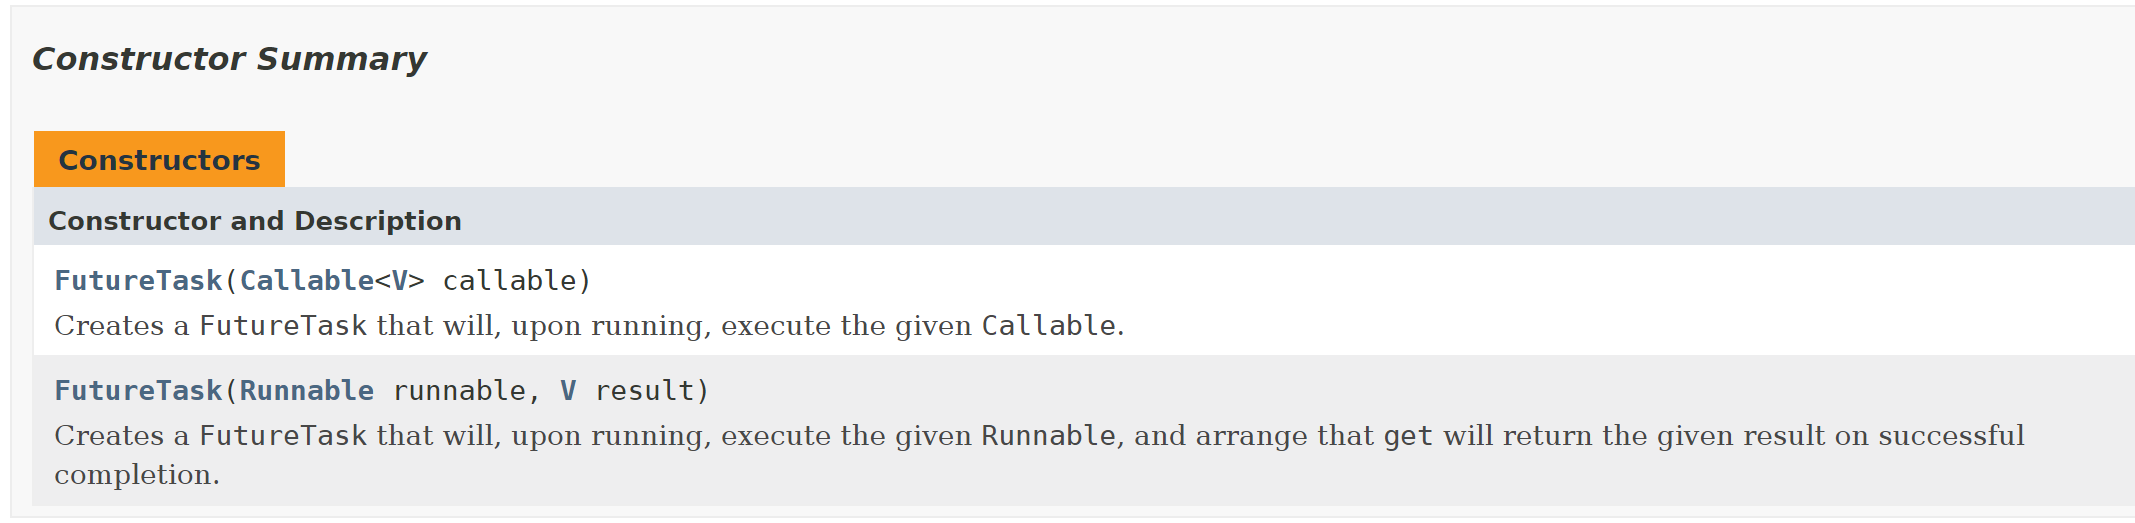 Constructor Summary
Constructors
Constructor and Description
FutureTask(Callable<V> callable)
Creates a FutureTask that will, upon running, execute the given Callable.
FutureTask(Runnable runnable, V result)
Creates a FutureTask that will, upon running, execute the given Runnable, and arrange that get will return the given result on successful
completion.